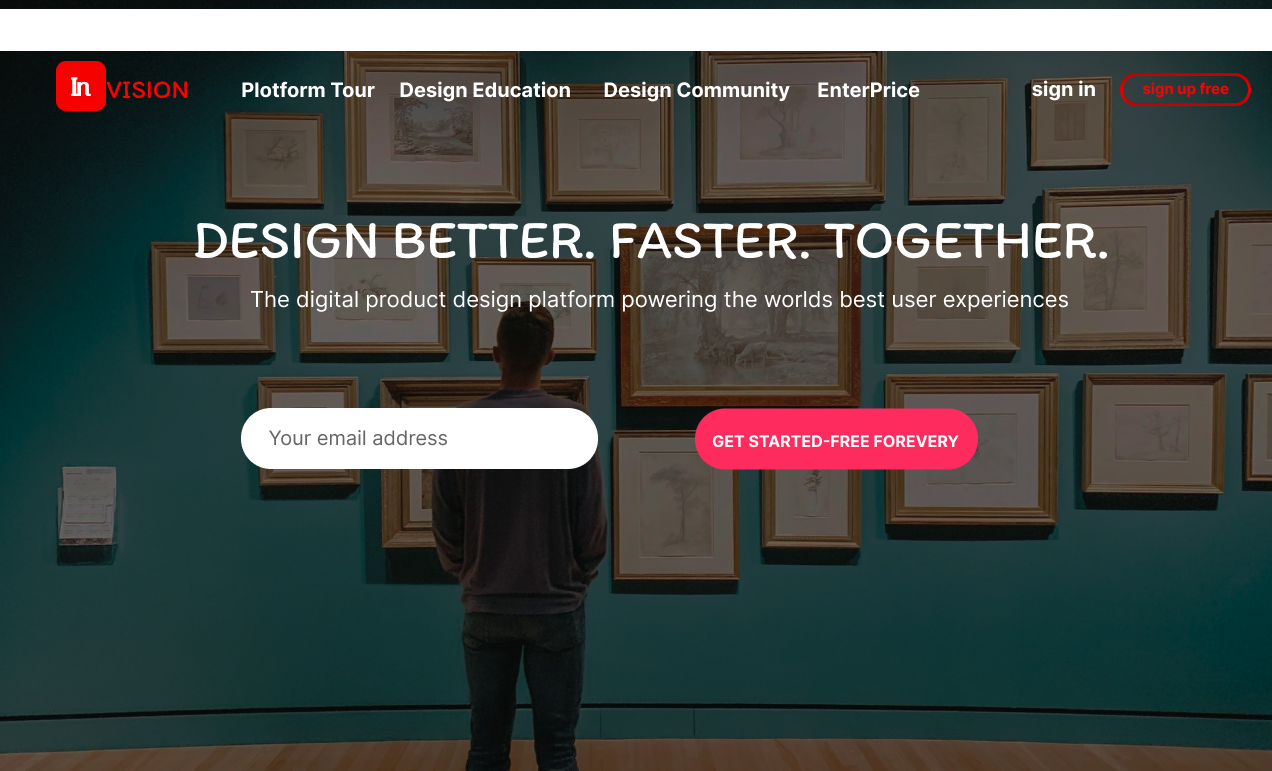 In VISION Plotform Tour Design Education Design Community EnterPrice sign in sign up free
DESIGN BETTER. FASTER. TOGETHER.
The digital product design platform powering the worlds best user experiences
Your email address GET STARTED-FREE FOREVERY